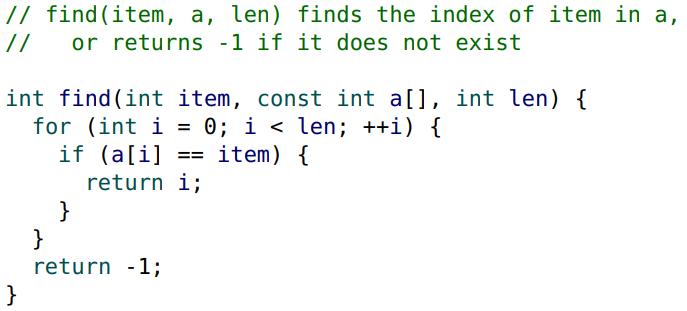 // find(item, a, len) finds the index of item in a,
//   or returns -1 if it does not exist

int find(int item, const int a[], int len) {
  for (int i = 0; i < len; ++i) {
    if (a[i] == item) {
      return i;
    }
  }
  return -1;
}